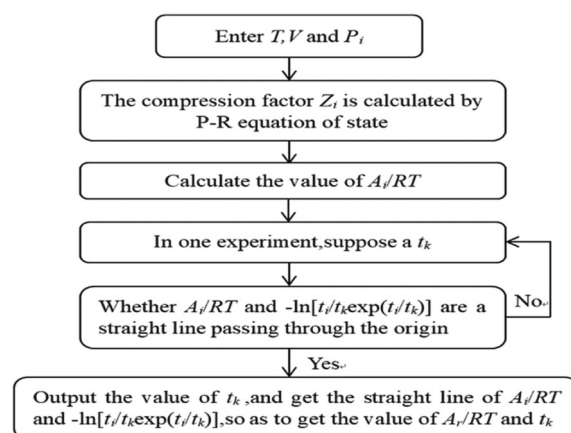 Enter T,V and Pi
The compression factor Zi is calculated by
P-R equation of state
Calculate the value of Ai/RT
In one experiment,suppose a tk
Whether Ai/RT and -ln[ti/tkexp(ti/tk)] are a
straight line passing through the origin
No
Yes
Output the value of tk,and get the straight line of Ai/RT
and -ln[ti/tkexp(ti/tk)],so as to get the value of Ar/RT and tk